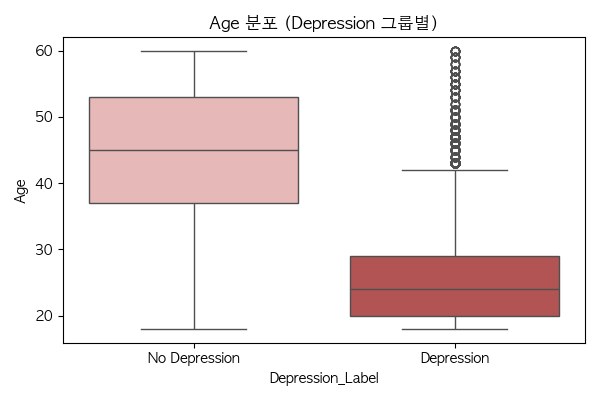 Age 분포 (Depression 그룹별)
Age
60
50
40
30
20
No Depression
Depression
Depression_Label